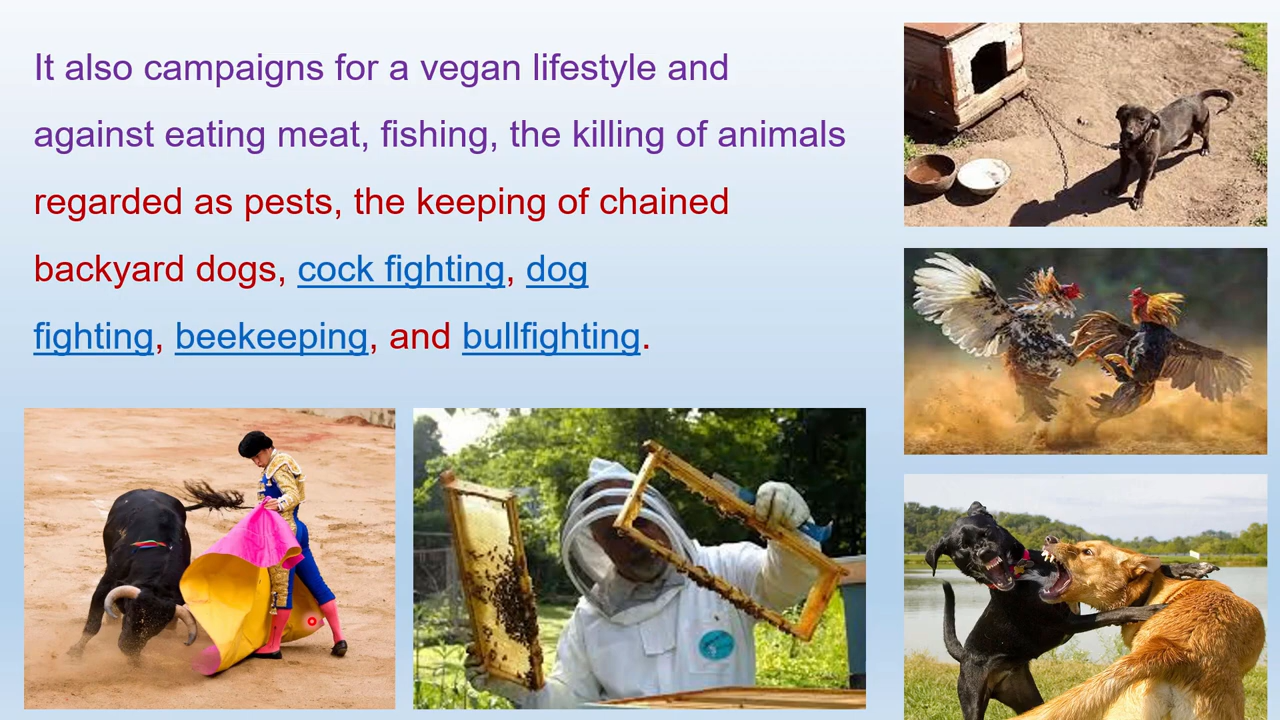 It also campaigns for a vegan lifestyle and
against eating meat, fishing, the killing of animals
regarded as pests, the keeping of chained
backyard dogs, cock fighting, dog
fighting, beekeeping, and bullfighting.